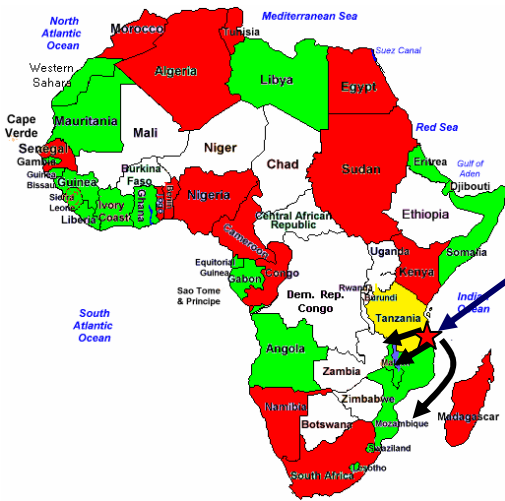 North
Atlantic
Ocean
Mediterranean Sea
Morocco
Tunisia
Suez Canal
Western
Sahara
Algeria
Libya
Egypt
Cape
Verde
Mauritania
Mali
Niger
Chad
Sudan
Red Sea
Eritrea
Gulf of
Aden
Djibouti
Senegal
Gambia
Guinea
Bissau
Guinea
Sierra
Leone
Liberia
Ivory
Coast
Burkina
Faso
Ghana
Nigeria
Cameroon
Central African
Republic
Ethiopia
Somalia
Equitorial
Guinea
Gabon
Congo
Sao Tome
& Principe
Dem. Rep.
Congo
Uganda
Rwanda
Burundi
Kenya
Tanzania
Indian
Ocean
South
Atlantic
Ocean
Angola
Zambia
Zimbabwe
Mozambique
Namibia
Botswana
Madagascar
Swaziland
South Africa